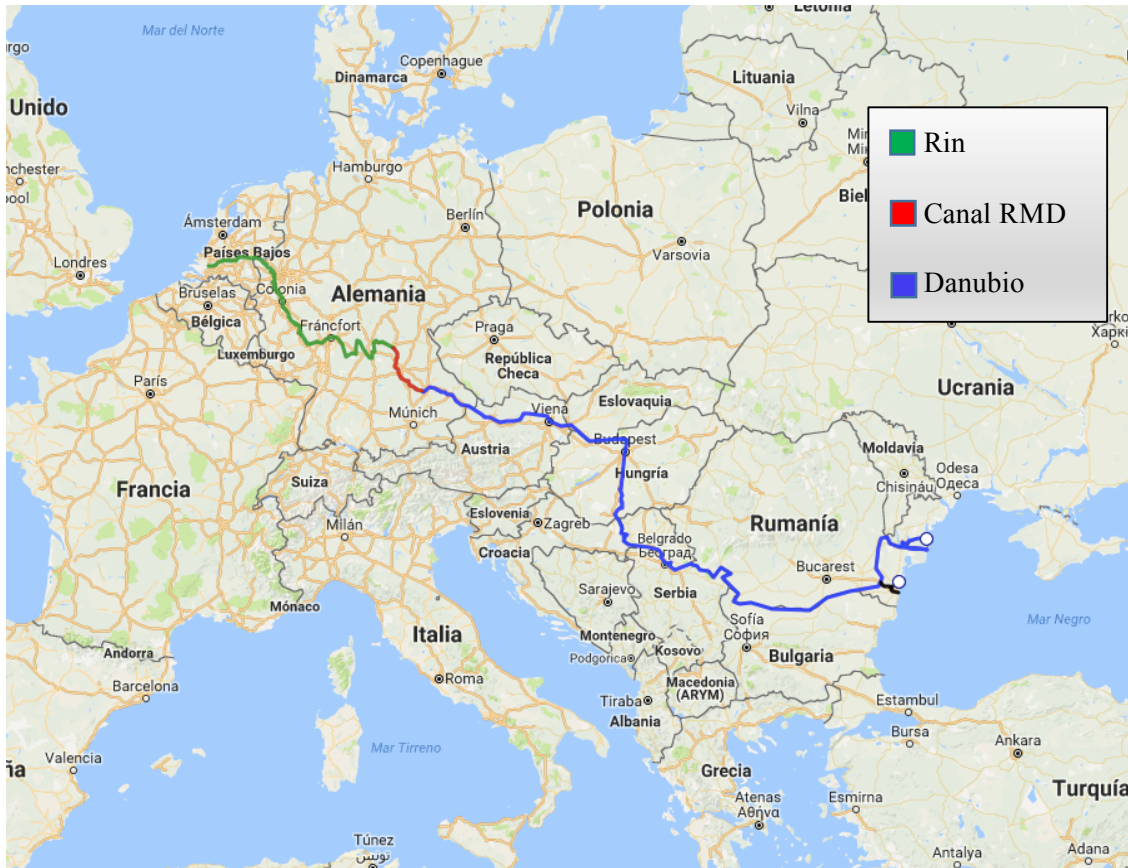 Letonia
Mar del Norte
Copenhague
Dinamarca
Lituania
Unido
Vilna
Rin
Hamburgo
Ámsterdam
Berlín
Polonia
Canal RMD
Londres
Países Bajos
Varsovia
Colonia
Bruselas
Bélgica
Alemania
Danubio
Fráncfort
Praga
Luxemburgo
República
Checa
París
Ucrania
Eslovaquia
Múnich
Viena
Austria
Budapest
Hungría
Moldavia
Chisináu
Odesa
Одеса
Francia
Suiza
Eslovenia
Zagreb
Rumanía
Milán
Croacia
Belgrado
Београд
Bucarest
Sarajevo
Serbia
Mónaco
Italia
Montenegro
Sofía
София
Mar Negro
Andorra
Podgorica
Kosovo
Bulgaria
Barcelona
Roma
Macedonia
(ARYM)
Tiraba
Albania
Estambul
Bursa
Ankara
Mar Tirreno
Valencia
ña
Grecia
Turquía
Atenas
Αθήνα
Esmirna
Túnez
تونس
Antalya
Adana